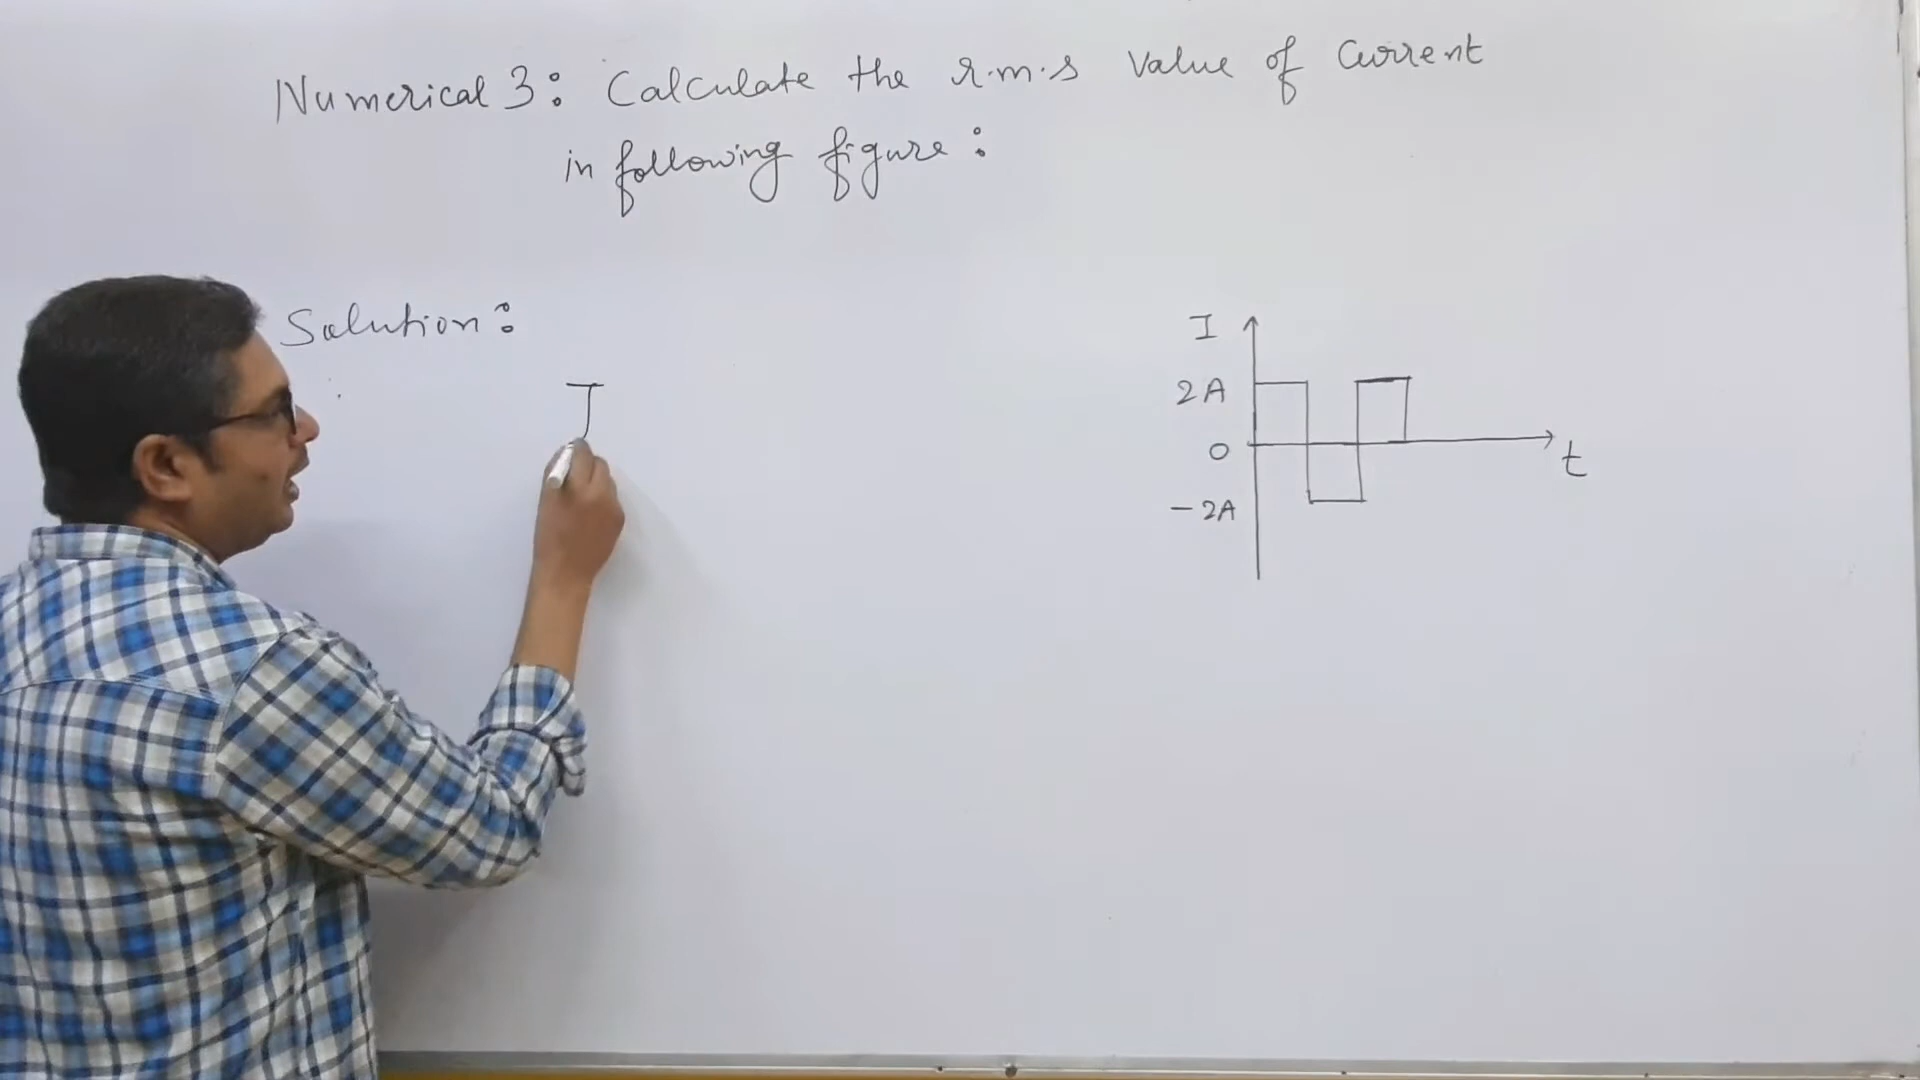 Numerical 3: Calculate the r.m.s value of current
in following figure:
Solution:
I
I
2A
0
t
-2A